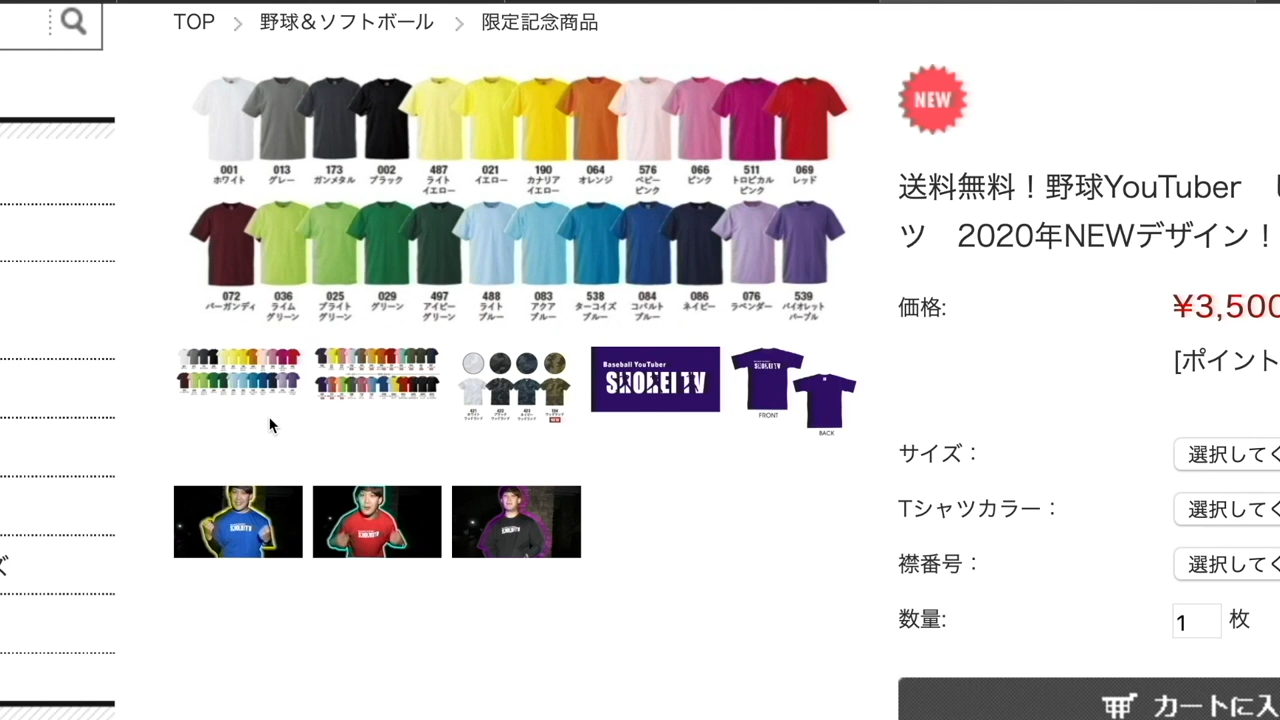 TOP 野球＆ソフトボール 限定記念商品
NEW
001 013 173 002 487 021 190 064 576 066 511 069
ホワイト グレー ガンメタル ブラック ライト イエロー カナリア オレンジ ベビー ピンク トロピカル レッド
イエロー イエロー ピンク ピンク
072 036 025 029 497 488 083 538 084 086 076 539
バーガンディ ライム ブライト グリーン アイビー ライト アクア ターコイズ コバルト ネイビー ラベンダー バイオレット
グリーン グリーン グリーン ブルー ブルー ブルー ブルー パープル
Baseball YouTuber
SHOHEI TV
FRONT
BACK
送料無料！野球YouTuber 「
ツ 2020年NEWデザイン！
価格: ¥3,500
[ポイント
サイズ： 選択してく
Tシャツカラー： 選択してく
襟番号： 選択してく
数量: 1 枚
カートに入
ズ